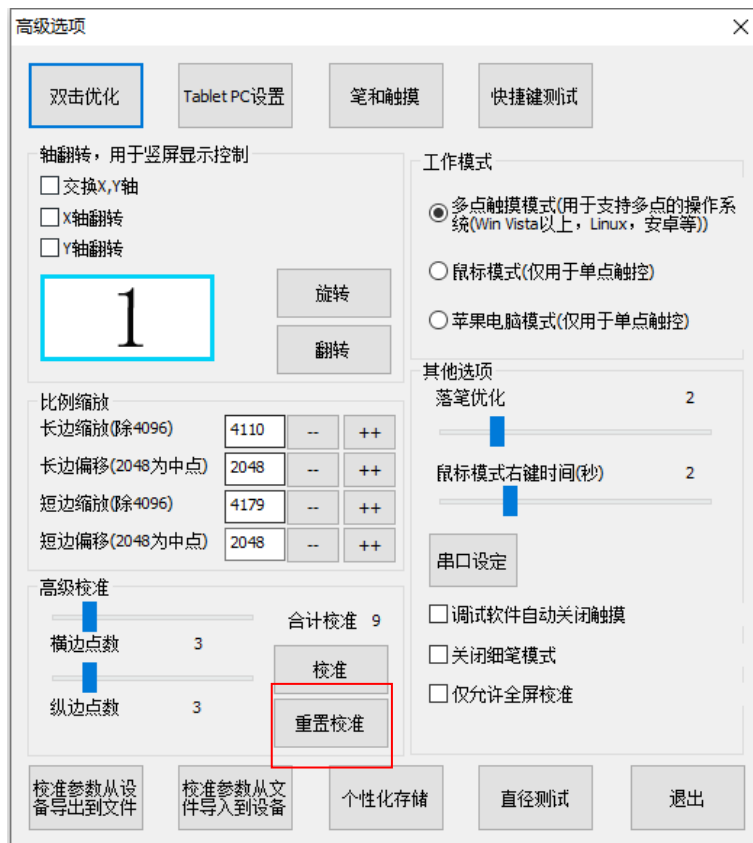 高级选项
双击优化
Tablet PC设置
笔和触摸
快捷键测试
轴翻转，用于竖屏显示控制
交换X,Y轴
X轴翻转
Y轴翻转
1
旋转
翻转
工作模式
多点触摸模式(用于支持多点的操作系
统(Win Vista以上，Linux，安卓等))
鼠标模式(仅用于单点触控)
苹果电脑模式(仅用于单点触控)
比例缩放
长边缩放(除4096) 4110 -- ++
长边偏移(2048为中点) 2048 -- ++
短边缩放(除4096) 4179 -- ++
短边偏移(2048为中点) 2048 -- ++
其他选项
落笔优化 2
鼠标模式右键时间(秒) 2
串口设定
调试软件自动关闭触摸
关闭细笔模式
仅允许全屏校准
高级校准
合计校准 9
横边点数 3
校准
纵边点数 3
重置校准
校准参数从设
备导出到文件
校准参数从文
件导入到设备
个性化存储
直径测试
退出